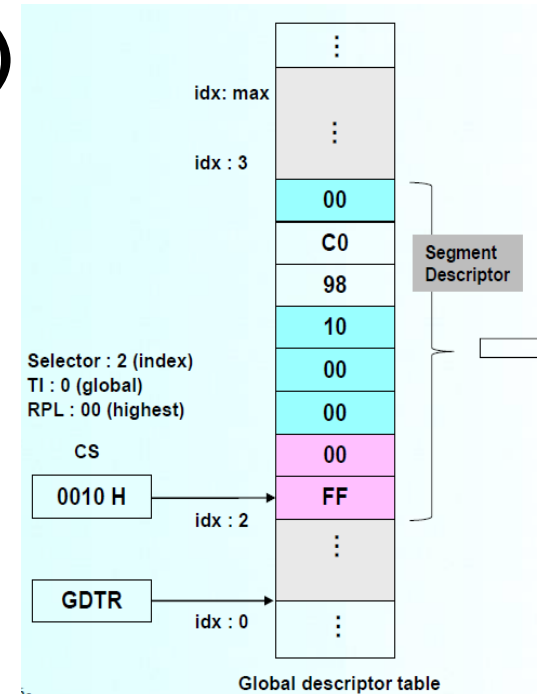 ⋮
idx: max
⋮
idx : 3
00
C0
98
10
00
00
00
FF
Segment
Descriptor
Selector : 2 (index)
TI : 0 (global)
RPL : 00 (highest)
CS
0010 H
idx : 2
⋮
GDTR
idx : 0
⋮
Global descriptor table